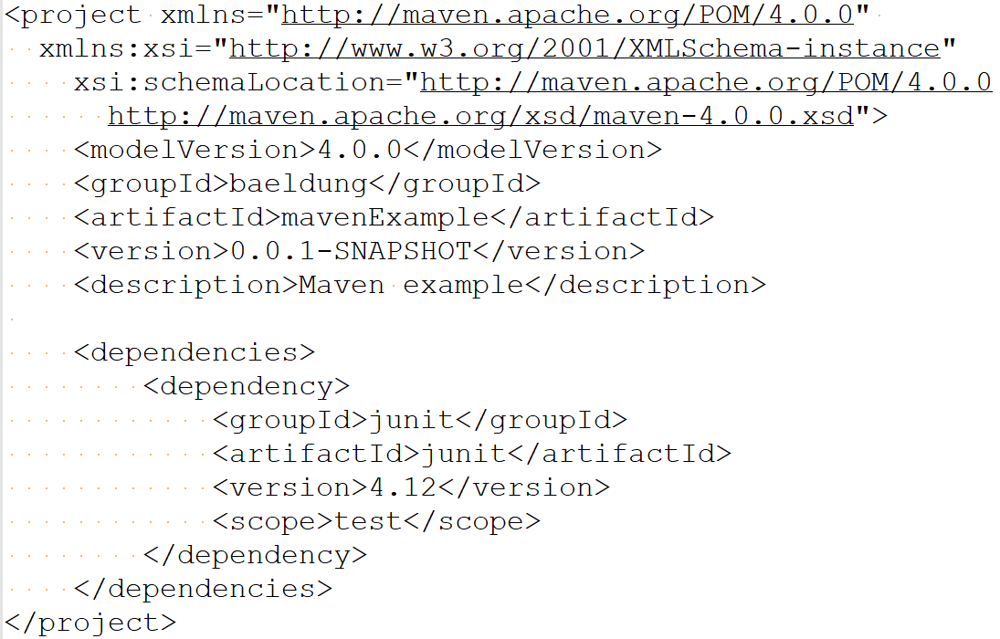 <project xmlns="http://maven.apache.org/POM/4.0.0"
  xmlns:xsi="http://www.w3.org/2001/XMLSchema-instance"
    xsi:schemaLocation="http://maven.apache.org/POM/4.0.0
      http://maven.apache.org/xsd/maven-4.0.0.xsd">
    <modelVersion>4.0.0</modelVersion>
    <groupId>baeldung</groupId>
    <artifactId>mavenExample</artifactId>
    <version>0.0.1-SNAPSHOT</version>
    <description>Maven example</description>

    <dependencies>
        <dependency>
            <groupId>junit</groupId>
            <artifactId>junit</artifactId>
            <version>4.12</version>
            <scope>test</scope>
        </dependency>
    </dependencies>
</project>